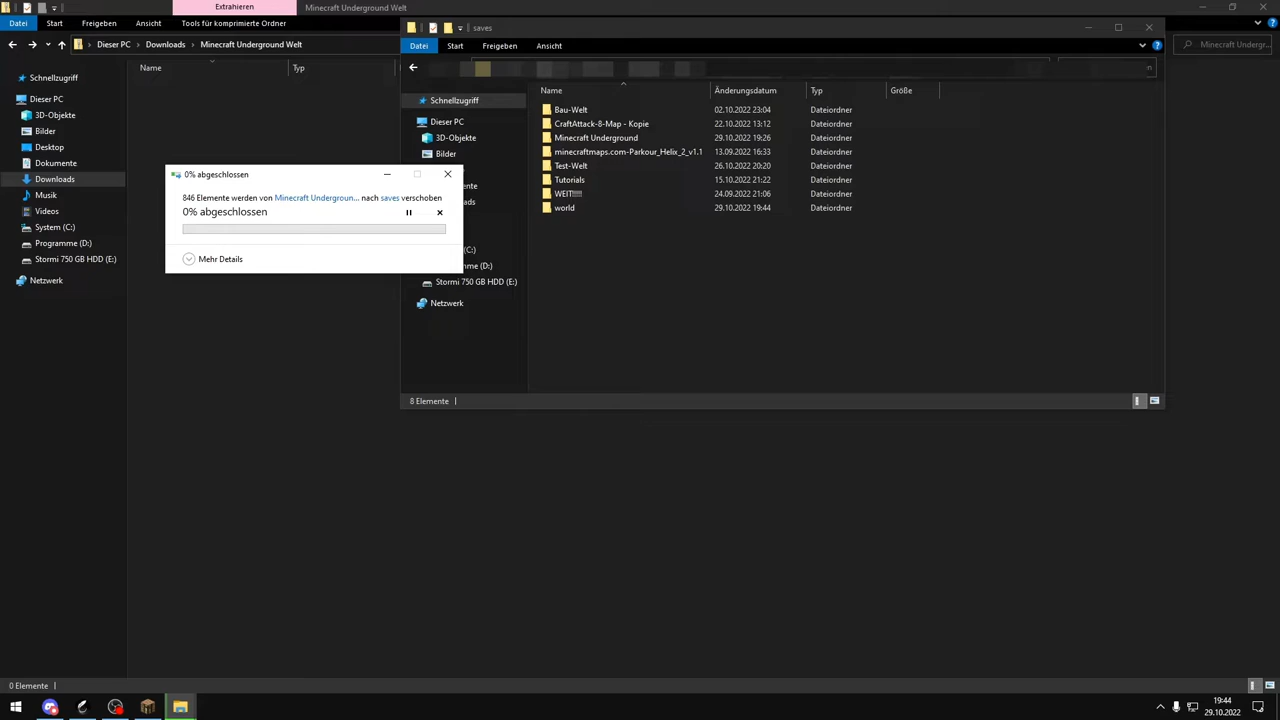 Extrahieren
Minecraft Underground Welt
Datei
Start
Freigeben
Ansicht
Tools für komprimierte Ordner
Dieser PC
Downloads
Minecraft Underground Welt
Minecraft Undergr...
Name
Typ
Schnellzugriff
Dieser PC
3D-Objekte
Bilder
Desktop
Dokumente
Downloads
Musik
Videos
System (C:)
Programme (D:)
Stormi 750 GB HDD (E:)
Netzwerk
0% abgeschlossen
846 Elemente werden von Minecraft Undergroun... nach saves verschoben
0% abgeschlossen
Mehr Details
saves
Datei
Start
Freigeben
Ansicht
Schnellzugriff
Dieser PC
3D-Objekte
Bilder
ente
ads
(C:)
me (D:)
Stormi 750 GB HDD (E:)
Netzwerk
Name
Änderungsdatum
Typ
Größe
Bau-Welt 02.10.2022 23:04 Dateiordner
CraftAttack-8-Map - Kopie 22.10.2022 13:12 Dateiordner
Minecraft Underground 29.10.2022 19:26 Dateiordner
minecraftmaps.com-Parkour_Helix_2_v1.1 13.09.2022 16:33 Dateiordner
Test-Welt 26.10.2022 20:20 Dateiordner
Tutorials 15.10.2022 21:22 Dateiordner
WEIT!!!!! 24.09.2022 21:06 Dateiordner
world 29.10.2022 19:44 Dateiordner
8 Elemente
0 Elemente
19:44
29.10.2022